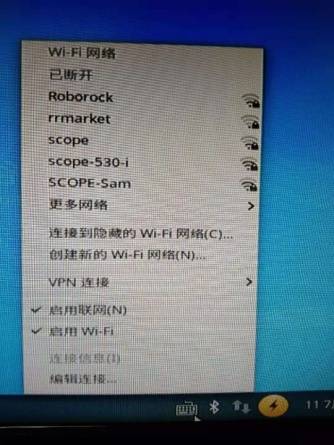 Wi-Fi 网络
已断开
Roborock
rrmarket
scope
scope-530-i
SCOPE-Sam
更多网络
连接到隐藏的 Wi-Fi 网络(C)...
创建新的 Wi-Fi 网络(N)...
VPN 连接
启用联网(N)
启用 Wi-Fi
连接信息(I)
编辑连接...
11 7